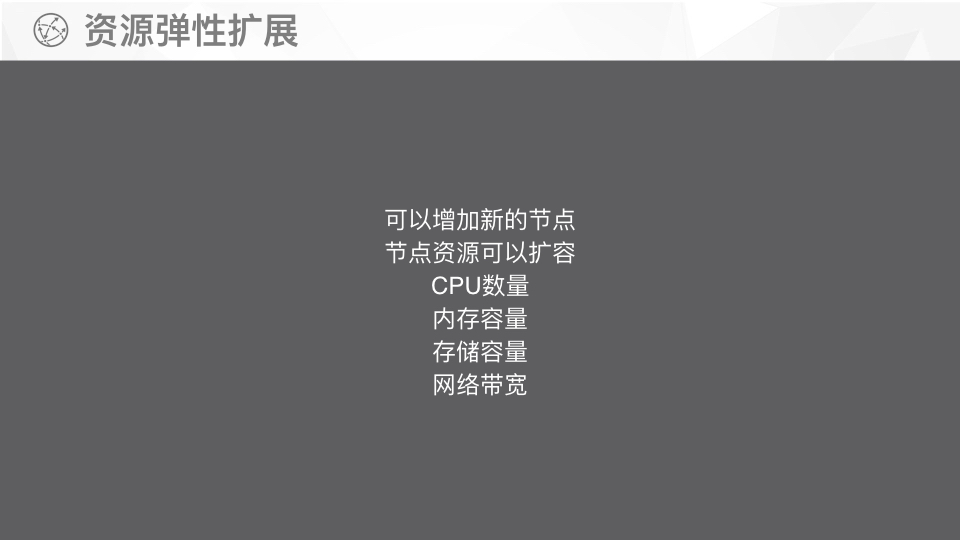 资源弹性扩展
可以增加新的节点
节点资源可以扩容
CPU数量
内存容量
存储容量
网络带宽